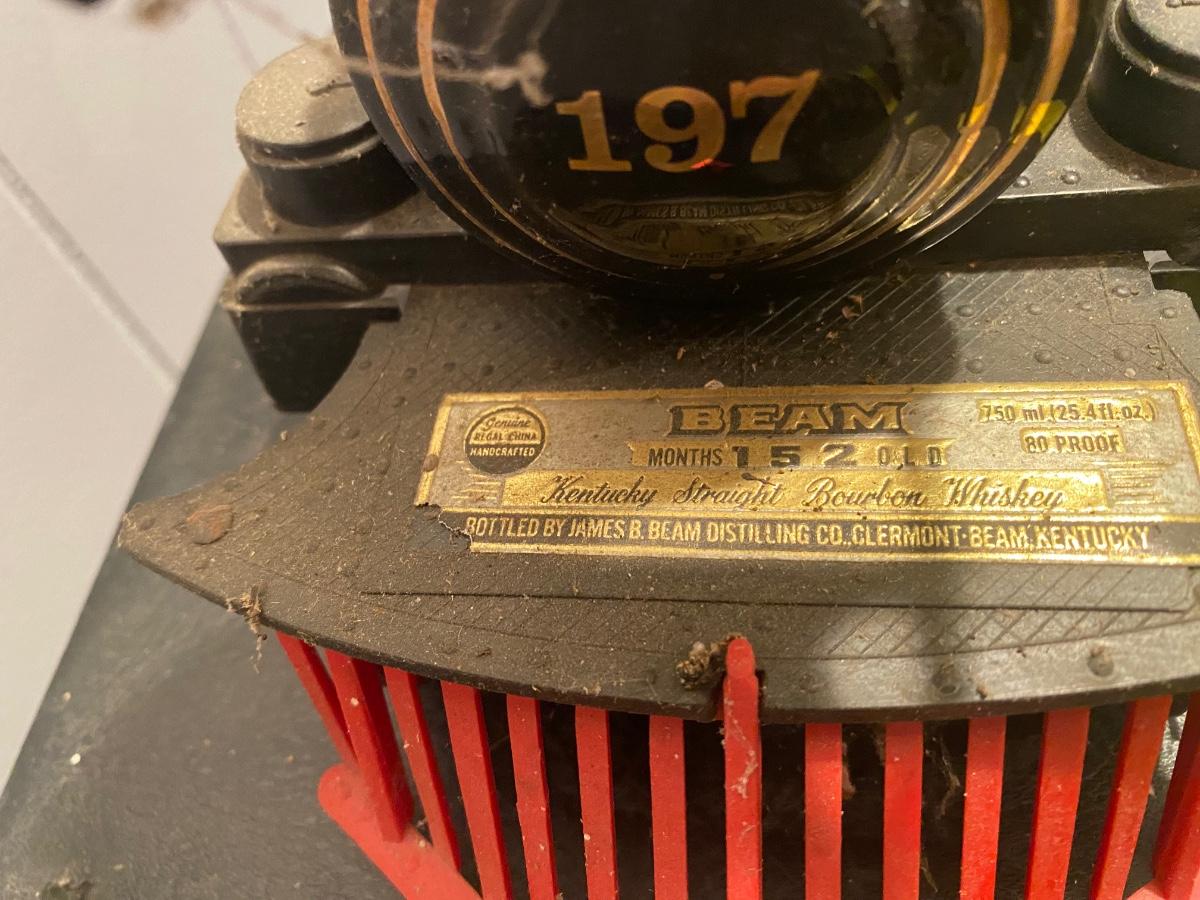 197
Genuine
REGAL CHINA
HANDCRAFTED
BEAM
MONTHS 152 OLD
750 ml (25.4 fl. oz.)
80 PROOF
Kentucky Straight Bourbon Whiskey
BOTTLED BY JAMES B. BEAM DISTILLING CO., CLERMONT·BEAM, KENTUCKY